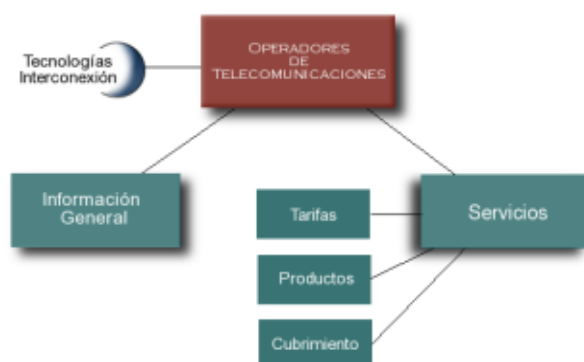 Tecnologías
Interconexión
OPERADORES
DE
TELECOMUNICACIONES
Información
General
Servicios
Tarifas
Productos
Cubrimiento